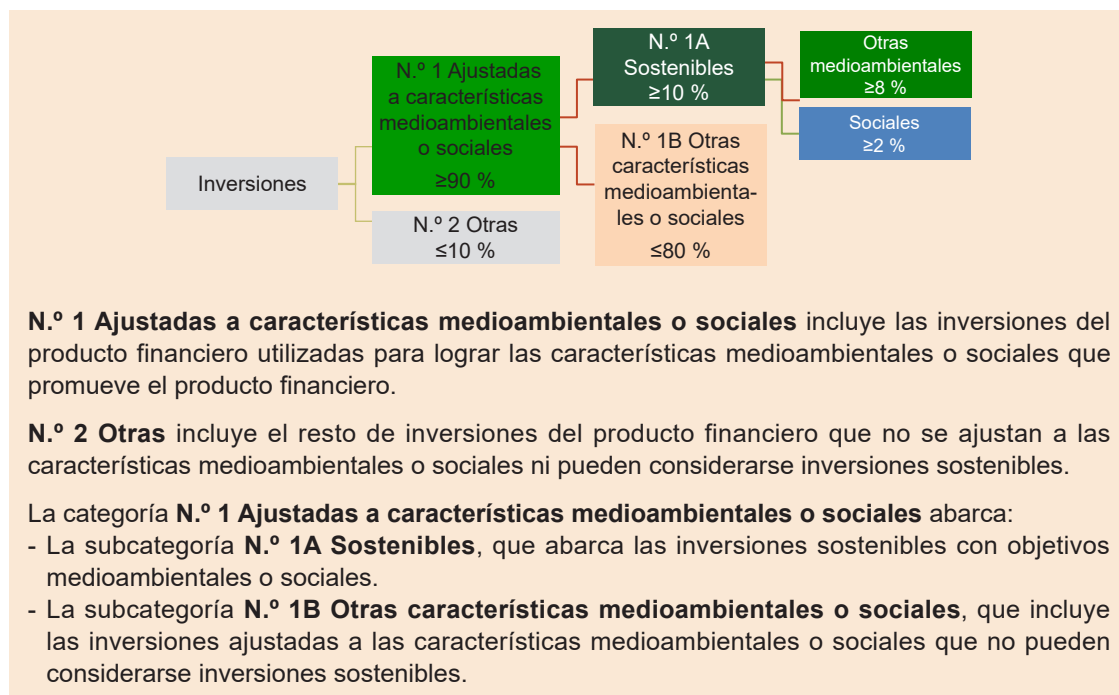 Inversiones
N.º 1 Ajustadas
a características
medioambientales
o sociales
≥90 %
N.º 2 Otras
≤10 %
N.º 1A
Sostenibles
≥10 %
N.º 1B Otras
características
medioambienta-
les o sociales
≤80 %
Otras
medioambientales
≥8 %
Sociales
≥2 %
N.º 1 Ajustadas a características medioambientales o sociales incluye las inversiones del
producto financiero utilizadas para lograr las características medioambientales o sociales que
promueve el producto financiero.
N.º 2 Otras incluye el resto de inversiones del producto financiero que no se ajustan a las
características medioambientales o sociales ni pueden considerarse inversiones sostenibles.
La categoría N.º 1 Ajustadas a características medioambientales o sociales abarca:
- La subcategoría N.º 1A Sostenibles, que abarca las inversiones sostenibles con objetivos
medioambientales o sociales.
- La subcategoría N.º 1B Otras características medioambientales o sociales, que incluye
las inversiones ajustadas a las características medioambientales o sociales que no pueden
considerarse inversiones sostenibles.